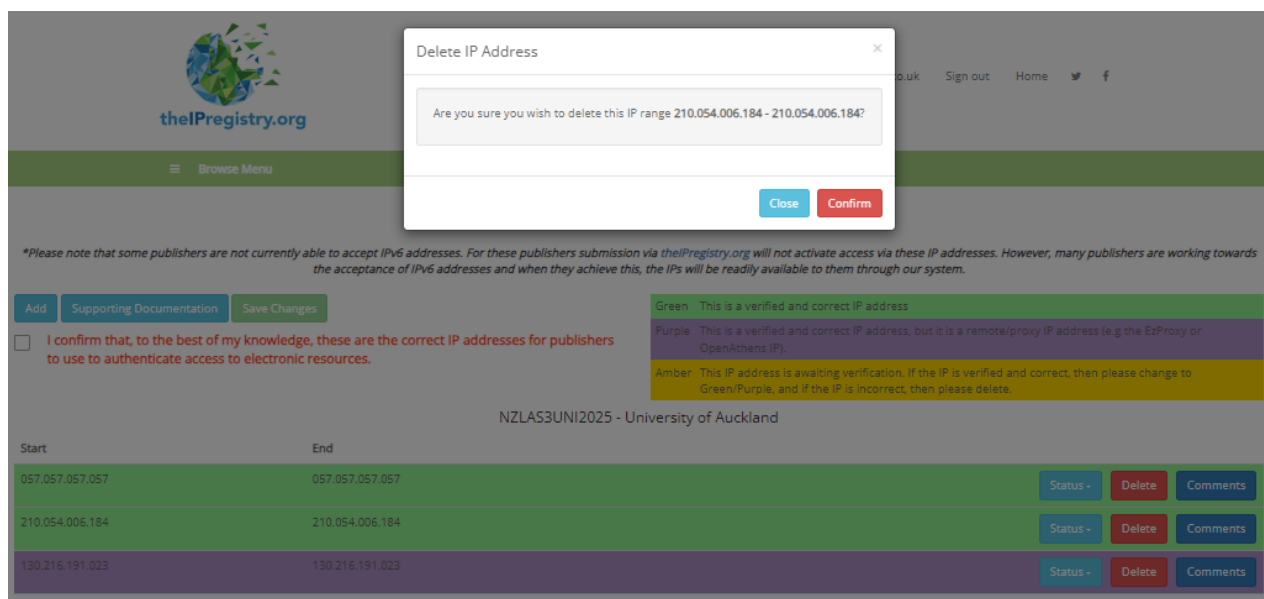 theIPregistry.org
Delete IP Address
×
Are you sure you wish to delete this IP range 210.054.006.184 - 210.054.006.184?
Close Confirm
o.uk Sign out Home
Browse Menu
*Please note that some publishers are not currently able to accept IPv6 addresses. For these publishers submission via theIPregistry.org will not activate access via these IP addresses. However, many publishers are working towards
the acceptance of IPv6 addresses and when they achieve this, the IPs will be readily available to them through our system.
Add Supporting Documentation Save Changes
I confirm that, to the best of my knowledge, these are the correct IP addresses for publishers
to use to authenticate access to electronic resources.
Green This is a verified and correct IP address
Purple This is a verified and correct IP address, but it is a remote/proxy IP address (e.g the EzProxy or
OpenAthens IP).
Amber This IP address is awaiting verification. If the IP is verified and correct, then please change to
Green/Purple, and if the IP is incorrect, then please delete.
NZLAS3UNI2025 - University of Auckland
Start End
057.057.057.057 057.057.057.057 Status - Delete Comments
210.054.006.184 210.054.006.184 Status - Delete Comments
130.216.191.023 130.216.191.023 Status - Delete Comments